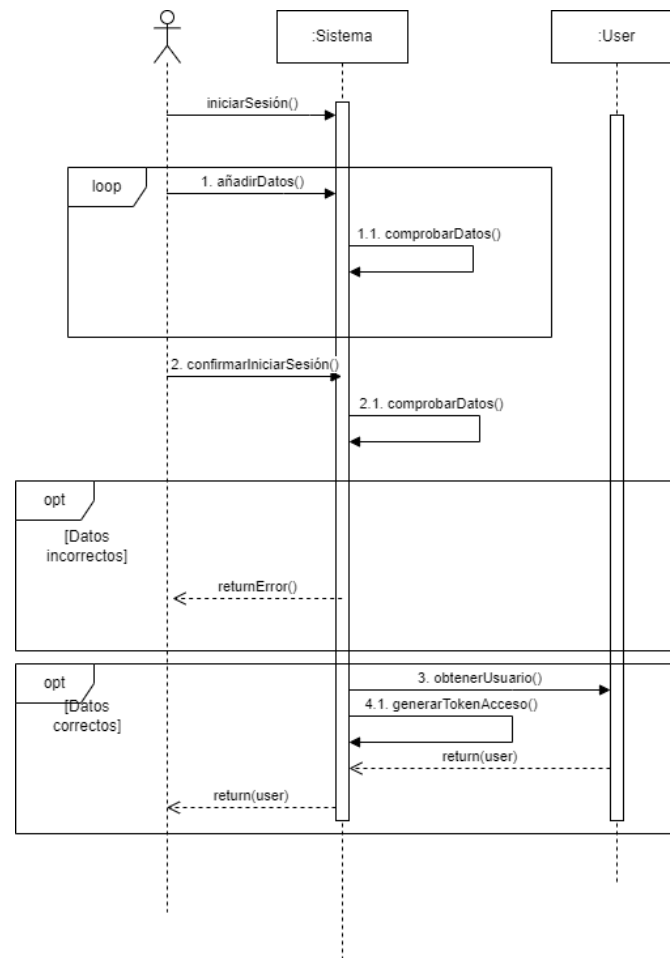 :Sistema
:User
iniciarSesión()
loop
1. añadirDatos()
1.1. comprobarDatos()
2. confirmarIniciarSesión()
2.1. comprobarDatos()
opt
[Datos
incorrectos]
returnError()
opt
[Datos
correctos]
3. obtenerUsuario()
4.1. generarTokenAcceso()
return(user)
return(user)